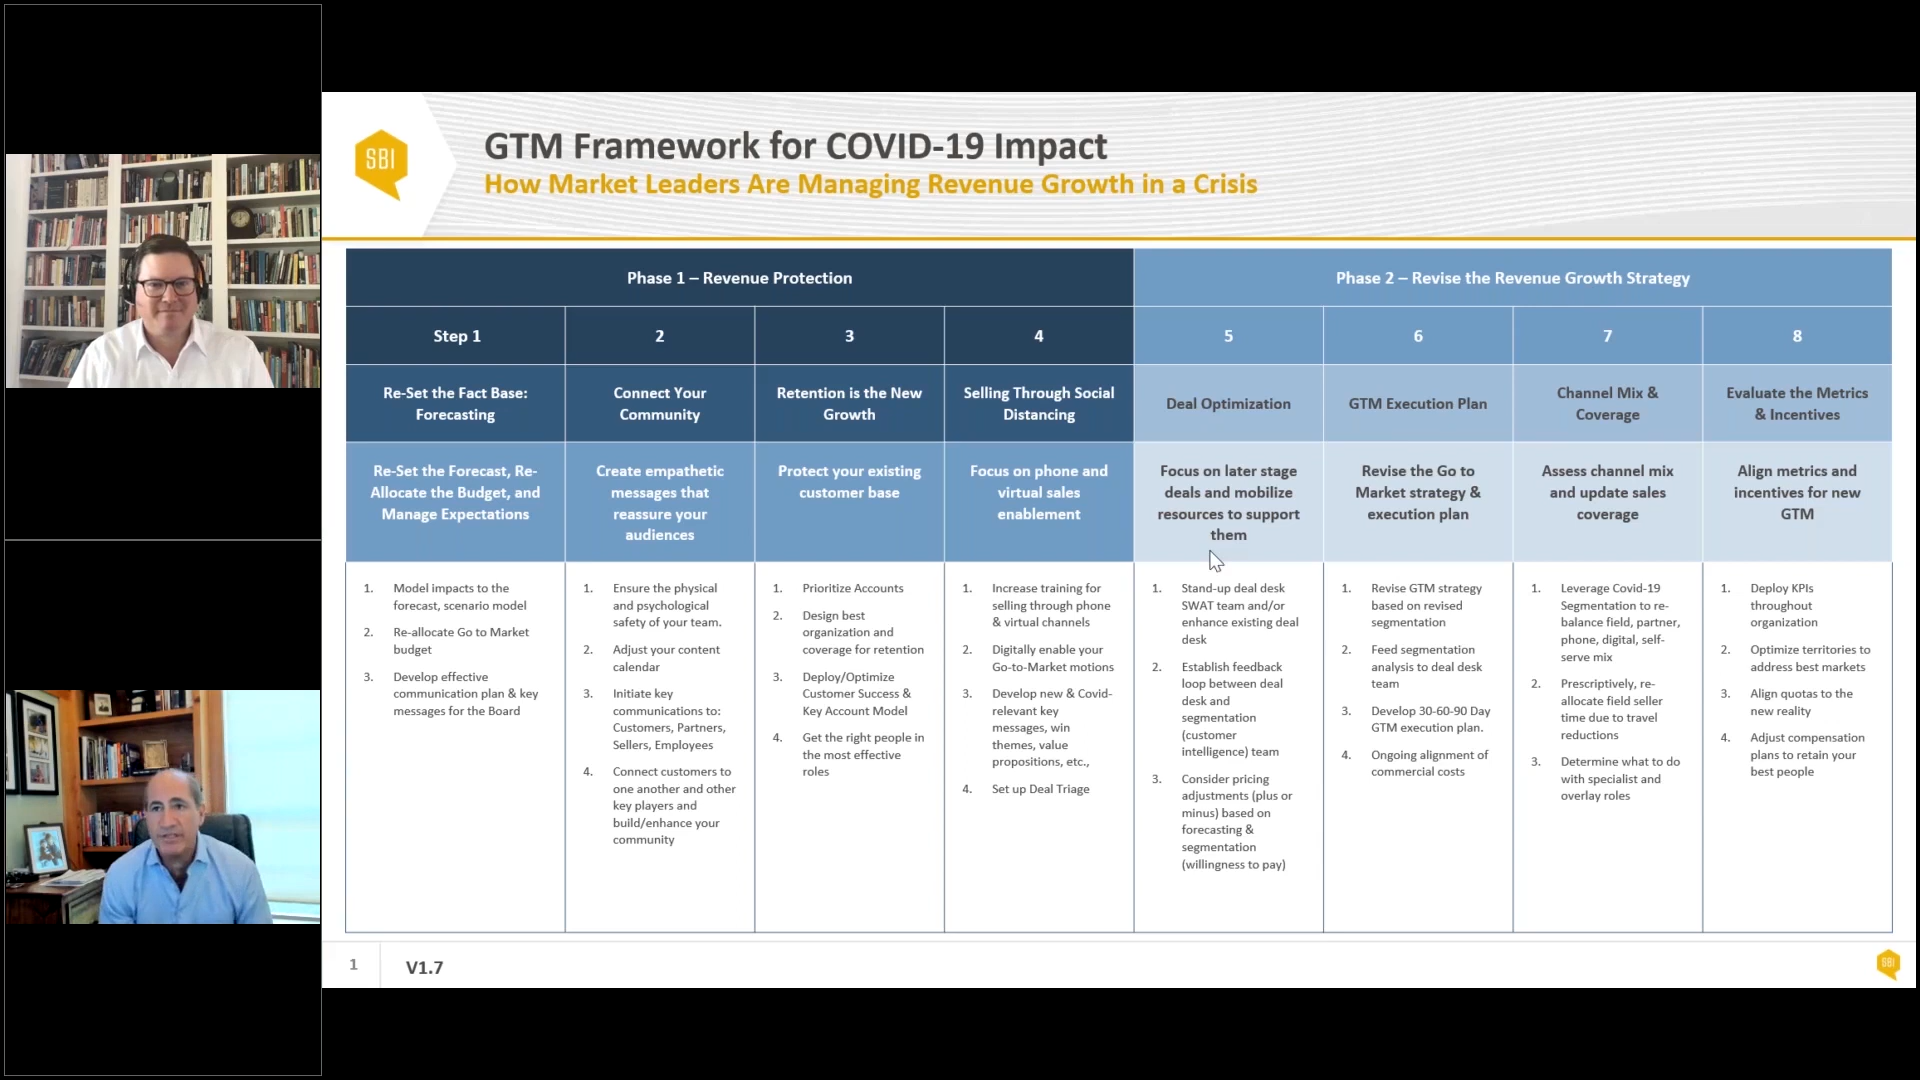 SBI
GTM Framework for COVID-19 Impact
How Market Leaders Are Managing Revenue Growth in a Crisis
Phase 1 – Revenue Protection
Phase 2 – Revise the Revenue Growth Strategy
Step 1
2
3
4
5
6
7
8
Re-Set the Fact Base:
Forecasting
Connect Your
Community
Retention is the New
Growth
Selling Through Social
Distancing
Deal Optimization
GTM Execution Plan
Channel Mix &
Coverage
Evaluate the Metrics
& Incentives
Re-Set the Forecast, Re-
Allocate the Budget, and
Manage Expectations
Create empathetic
messages that
reassure your
audiences
Protect your existing
customer base
Focus on phone and
virtual sales
enablement
Focus on later stage
deals and mobilize
resources to support
them
Revise the Go to
Market strategy &
execution plan
Assess channel mix
and update sales
coverage
Align metrics and
incentives for new
GTM
1. Model impacts to the
forecast, scenario model
2. Re-allocate Go to Market
budget
3. Develop effective
communication plan & key
messages for the Board
1. Ensure the physical
and psychological
safety of your team.
2. Adjust your content
calendar
3. Initiate key
communications to:
Customers, Partners,
Sellers, Employees
4. Connect customers to
one another and other
key players and
build/enhance your
community
1. Prioritize Accounts
2. Design best
organization and
coverage for retention
3. Deploy/Optimize
Customer Success &
Key Account Model
4. Get the right people in
the most effective
roles
1. Increase training for
selling through phone
& virtual channels
2. Digitally enable your
Go-to-Market motions
3. Develop new & Covid-
relevant key
messages, win
themes, value
propositions, etc.,
4. Set up Deal Triage
1. Stand-up deal desk
SWAT team and/or
enhance existing deal
desk
2. Establish feedback
loop between deal
desk and
segmentation
(customer
intelligence) team
3. Consider pricing
adjustments (plus or
minus) based on
forecasting &
segmentation
(willingness to pay)
1. Revise GTM strategy
based on revised
segmentation
2. Feed segmentation
analysis to deal desk
team
3. Develop 30-60-90 Day
GTM execution plan.
4. Ongoing alignment of
commercial costs
1. Leverage Covid-19
Segmentation to re-
balance field, partner,
phone, digital, self-
serve mix
2. Prescriptively, re-
allocate field seller
time due to travel
reductions
3. Determine what to do
with specialist and
overlay roles
1. Deploy KPIs
throughout
organization
2. Optimize territories to
address best markets
3. Align quotas to the
new reality
4. Adjust compensation
plans to retain your
best people
1
V1.7
SBI